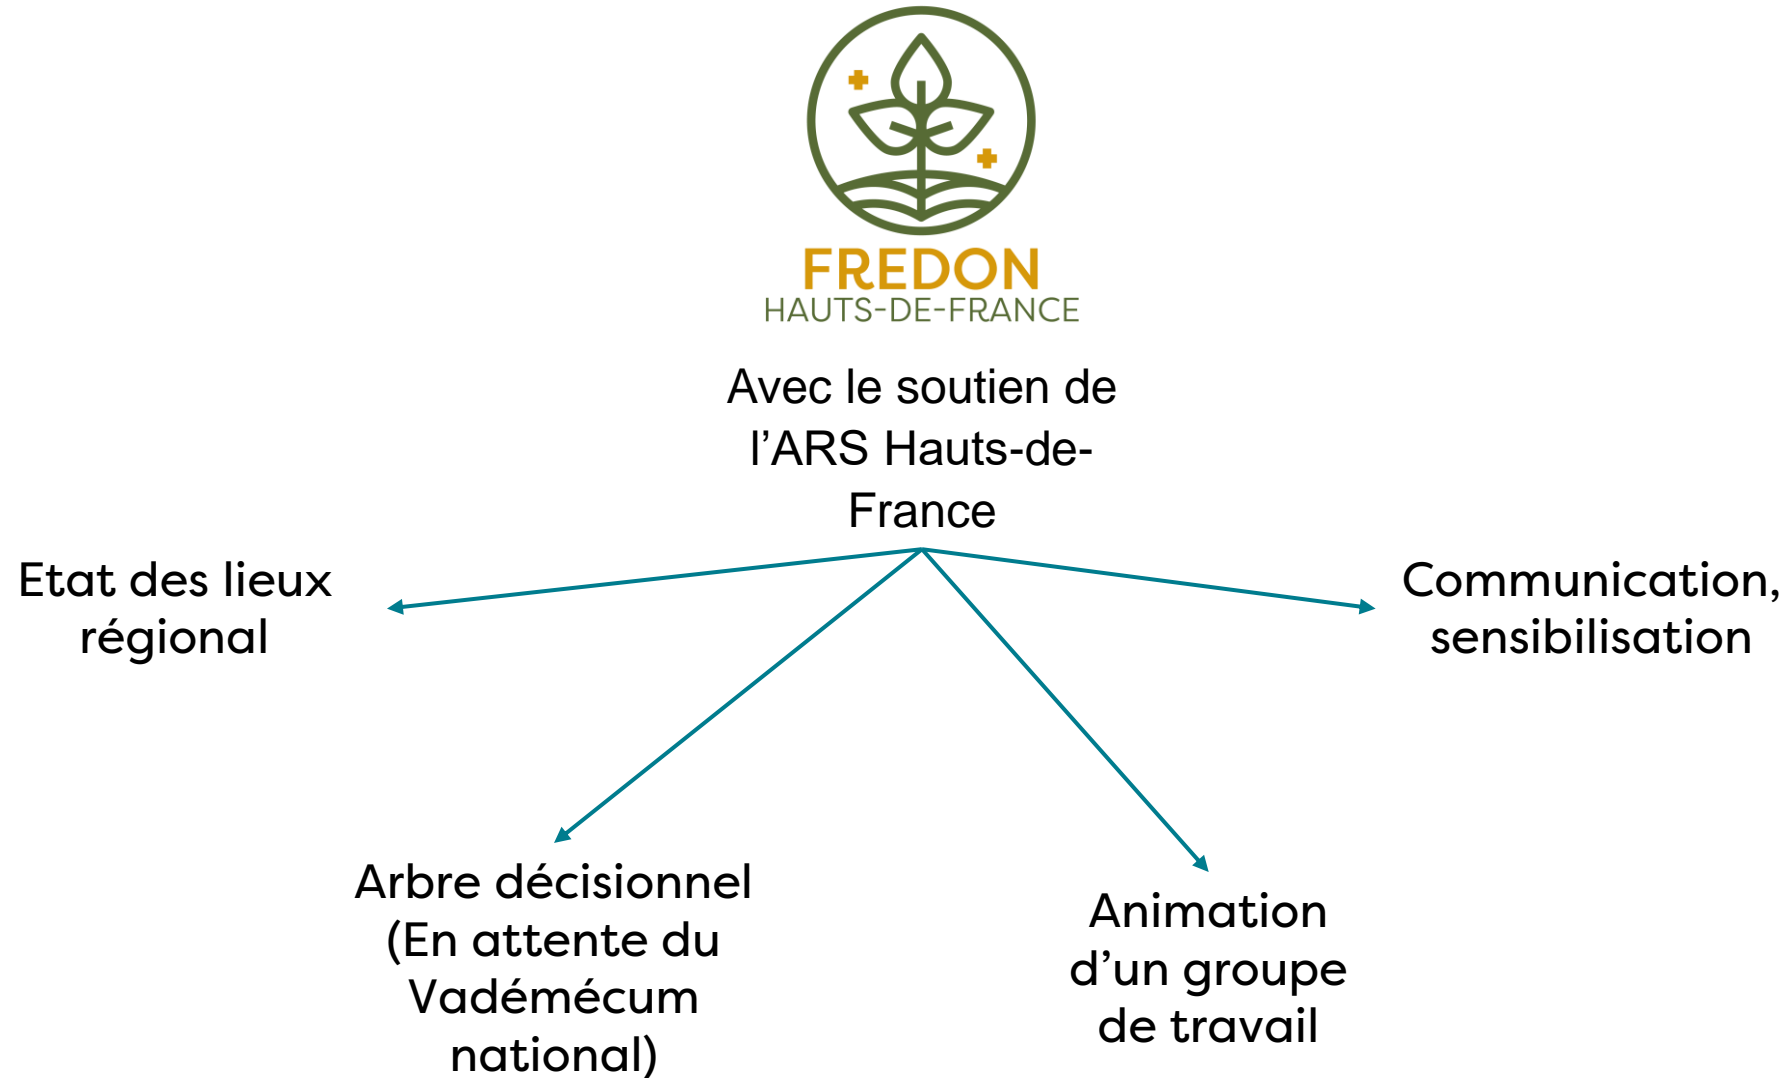 FREDON
HAUTS-DE-FRANCE
Avec le soutien de
l’ARS Hauts-de-
France
Etat des lieux
régional
Communication,
sensibilisation
Arbre décisionnel
(En attente du
Vadémécum
national)
Animation
d’un groupe
de travail